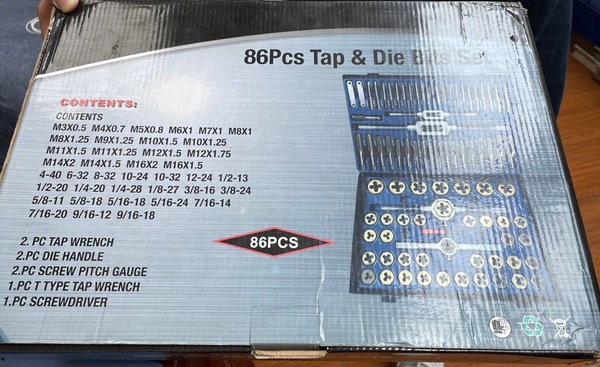 86Pcs Tap & Die Bits Set
CONTENTS:
CONTENTS
M3X0.5 M4X0.7 M5X0.8 M6X1 M7X1 M8X1
M8X1.25 M9X1.25 M10X1.5 M10X1.25
M11X1.5 M11X1.25 M12X1.5 M12X1.75
M14X2 M14X1.5 M16X2 M16X1.5
4-40 6-32 8-32 10-24 10-32 12-24 1/2-13
1/2-20 1/4-20 1/4-28 1/8-27 3/8-16 3/8-24
5/8-11 5/8-18 5/16-18 5/16-24 7/16-14
7/16-20 9/16-12 9/16-18
86PCS
2. PC TAP WRENCH
2.PC DIE HANDLE
2.PC SCREW PITCH GAUGE
1.PC T TYPE TAP WRENCH
1.PC SCREWDRIVER